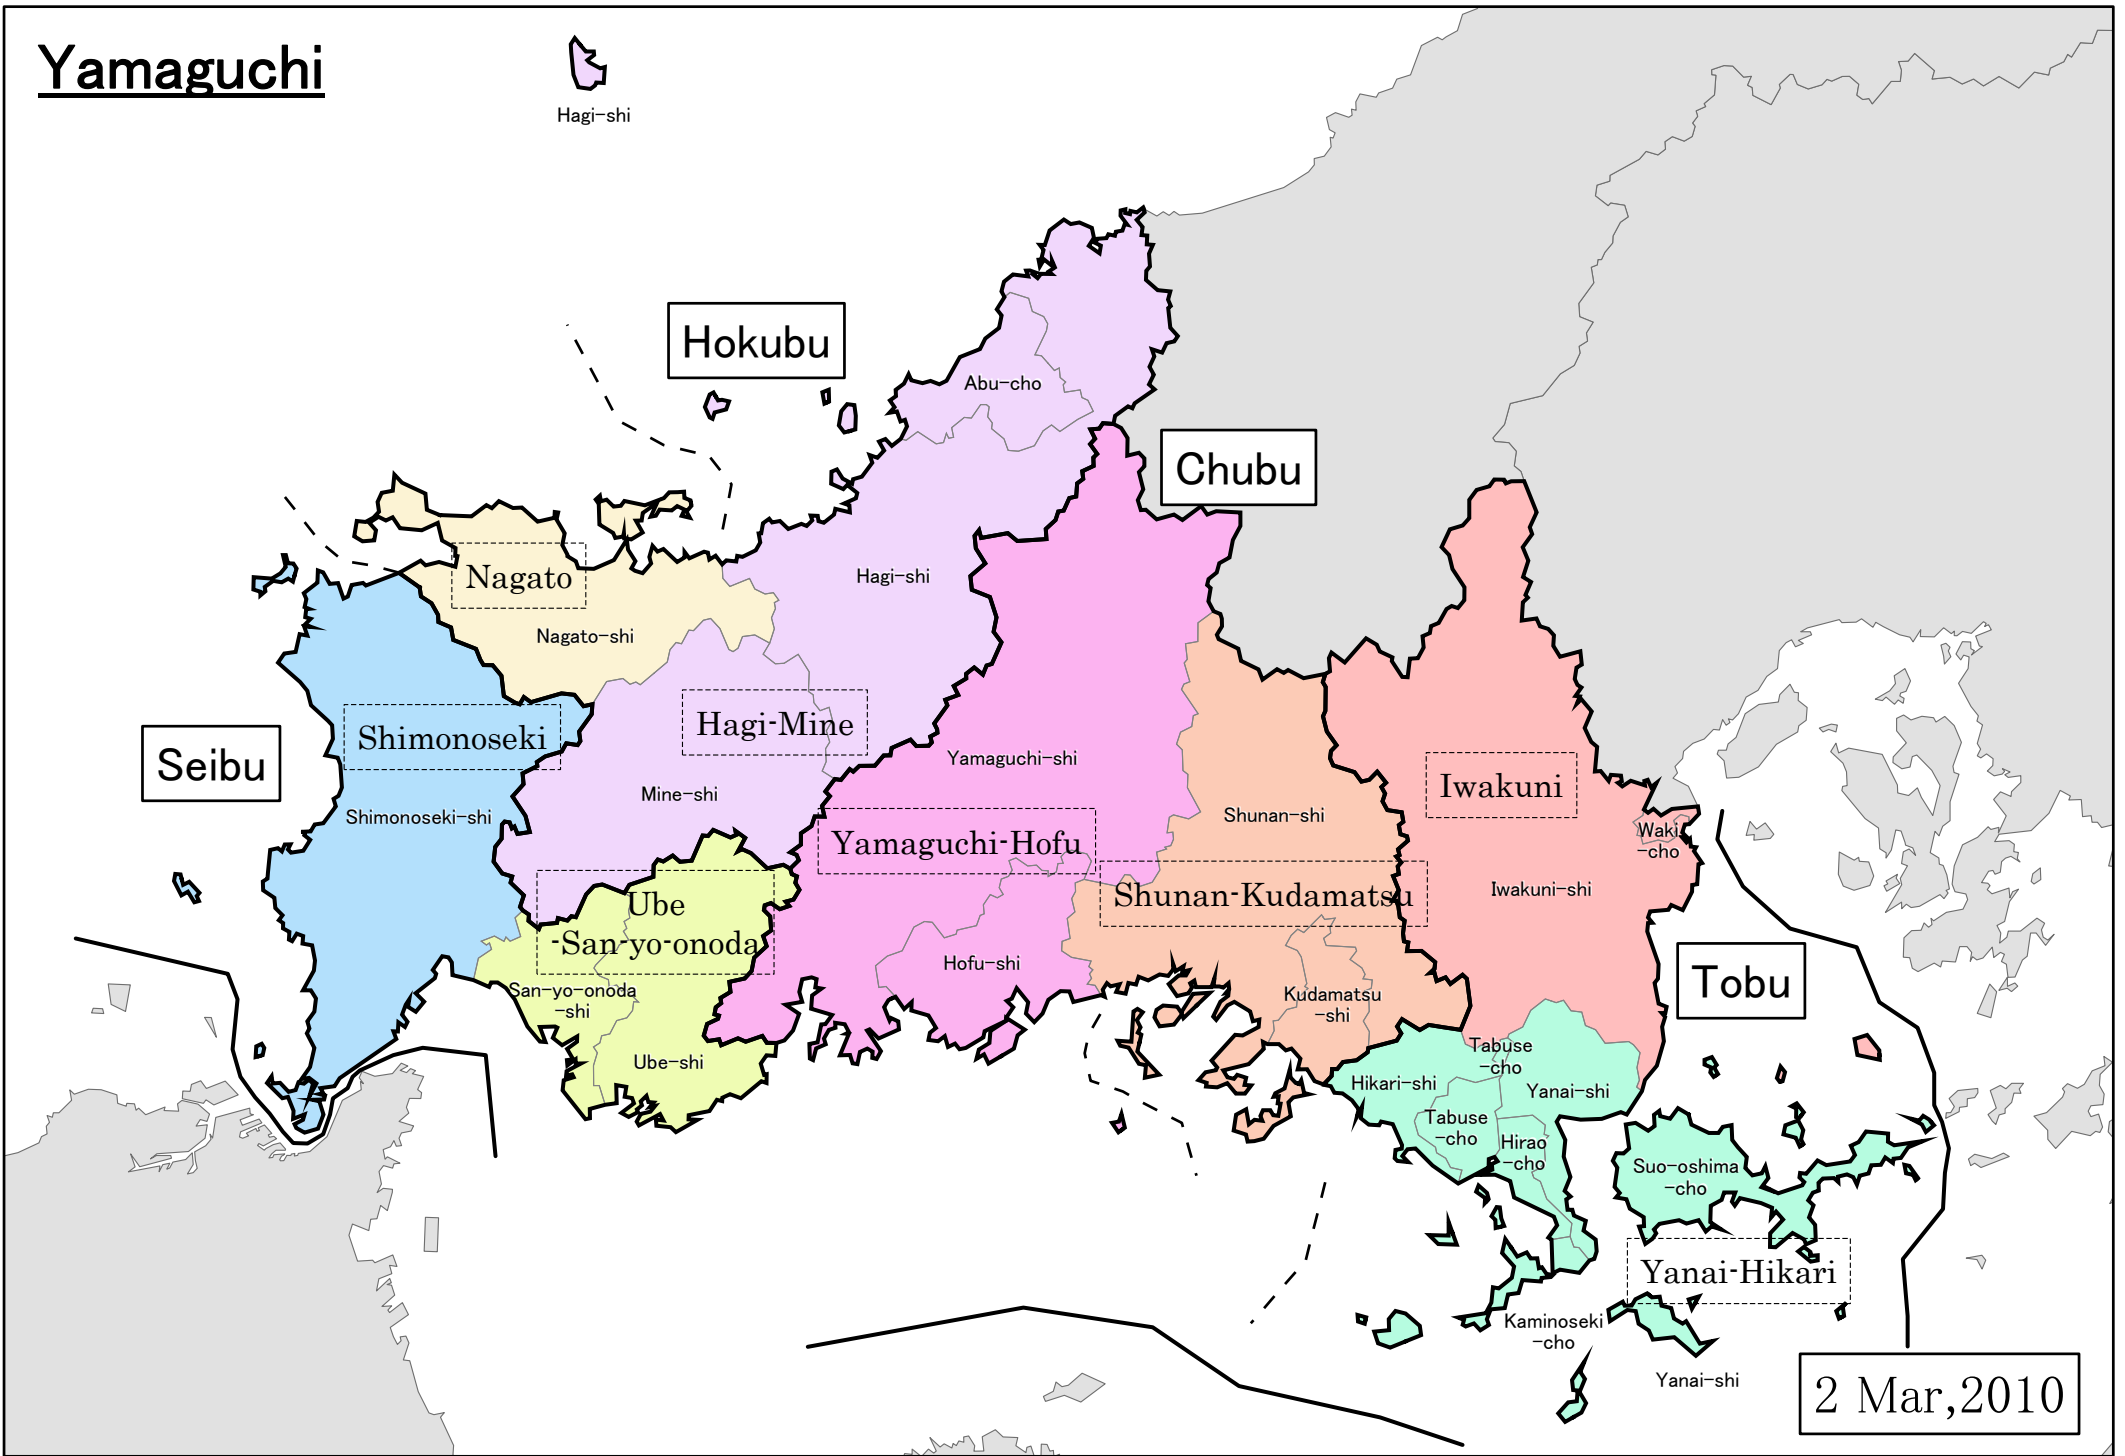 Yamaguchi
Hagi-shi
Hokubu
Abu-cho
Chubu
Nagato
Hagi-shi
Nagato-shi
Shimonoseki
Hagi-Mine
Seibu
Yamaguchi-shi
Iwakuni
Mine-shi
Shimonoseki-shi
Shunan-shi
Waki
-cho
Yamaguchi-Hofu
Shunan-Kudamatsu
Iwakuni-shi
Ube
-San-yo-onoda
Hofu-shi
Tobu
San-yo-onoda
-shi
Kudamatsu
-shi
Ube-shi
Tabuse
-cho
Hikari-shi
Yanai-shi
Tabuse
-cho
Hirao
-cho
Suo-oshima
-cho
Yanai-Hikari
Kaminoseki
-cho
Yanai-shi
2 Mar,2010